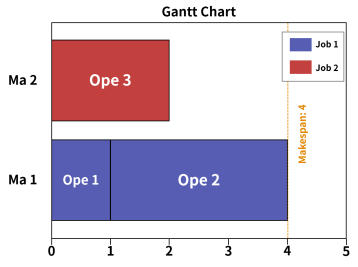 Gantt Chart
Job 1
Job 2
Ma 2
Ope 3
Makespan: 4
Ma 1
Ope 1
Ope 2
0 1 2 3 4 5